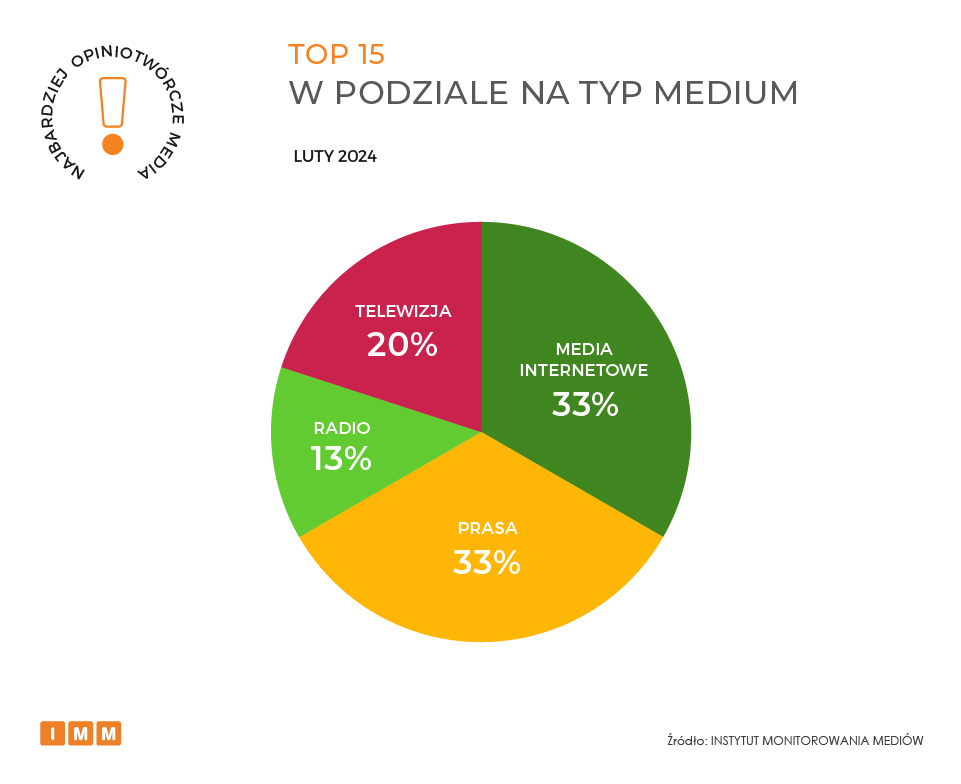 NAJBARDZIEJ OPINIOTWÓRCZE MEDIA
TOP 15
W PODZIALE NA TYP MEDIUM
LUTY 2024
TELEWIZJA
20%
MEDIA
INTERNETOWE
33%
RADIO
13%
PRASA
33%
IMM
Źródło: INSTYTUT MONITOROWANIA MEDIÓW